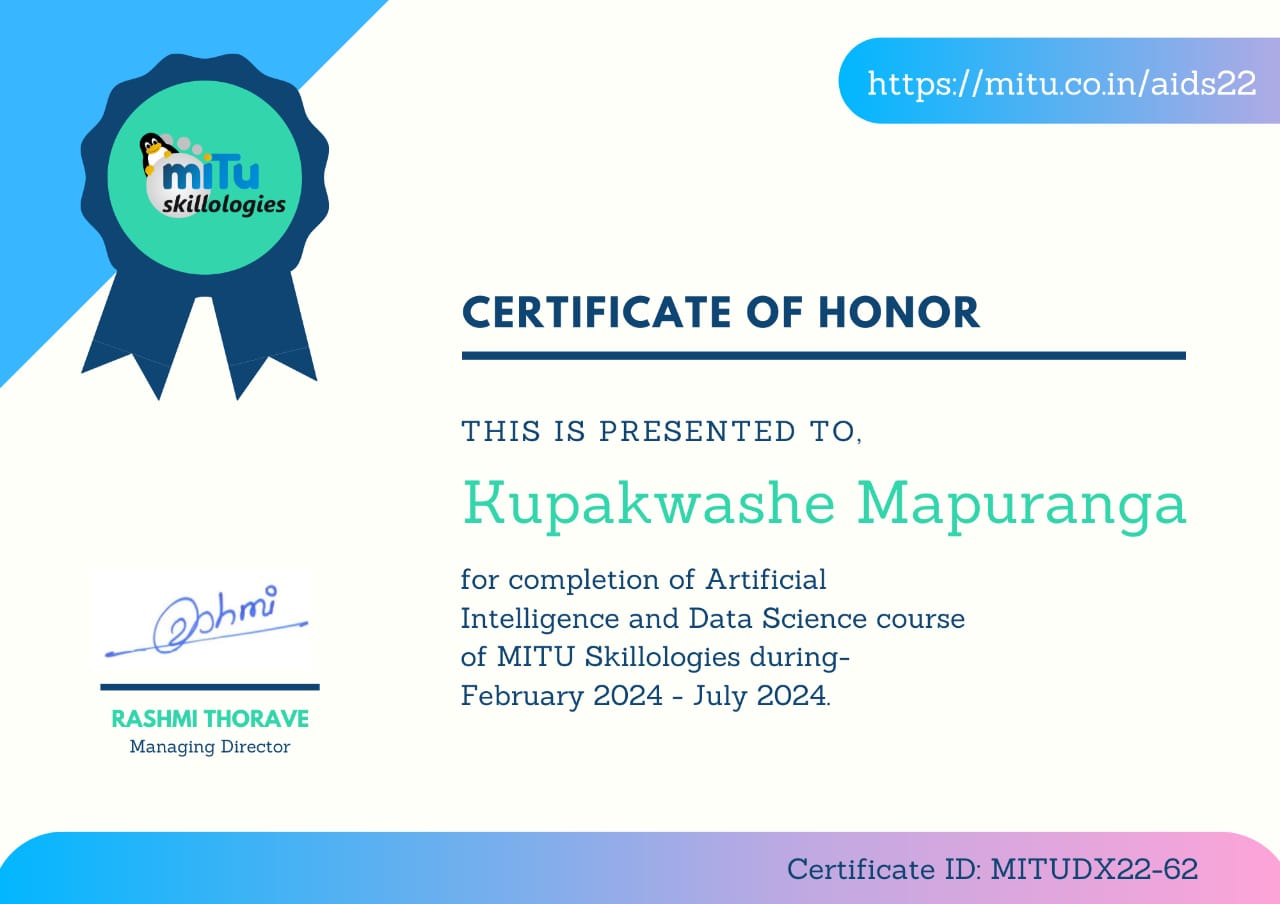 https://mitu.co.in/aids22
miTu
skillologies
CERTIFICATE OF HONOR
THIS IS PRESENTED TO,
Kupakwashe Mapuranga
for completion of Artificial
Intelligence and Data Science course
of MITU Skillologies during-
February 2024 - July 2024.
Rashmi
RASHMI THORAVE
Managing Director
Certificate ID: MITUDX22-62